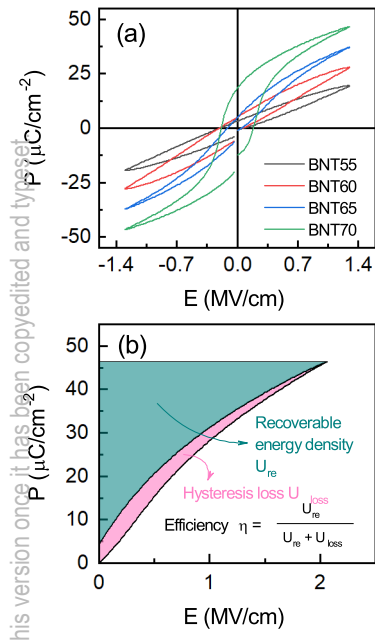 (a)
P (μC/cm⁻²)
50
25
0
-25
-50
BNT55
BNT60
BNT65
BNT70
-1.4 -0.7 0.0 0.7 1.4
E (MV/cm)
(b)
P (μC/cm⁻²)
50
40
30
20
10
0
Recoverable
energy density
U_re
Hysteresis loss U_loss
Efficiency η = U_re / U_re + U_loss
0 1 2
E (MV/cm)
his version once it has been copyedited and typeset